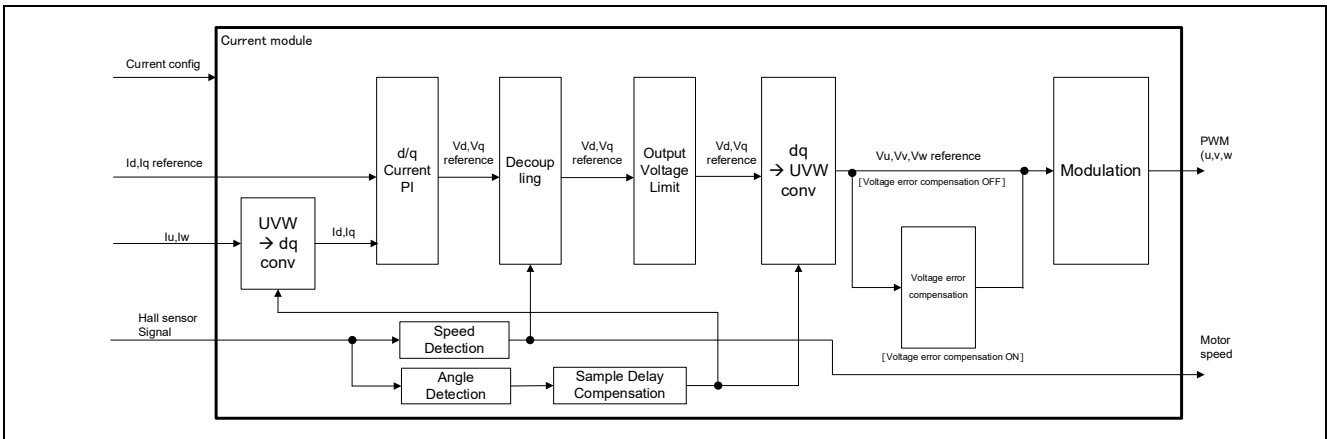 Current module
Current config
Id,Iq reference
Iu,Iw
Hall sensor
Signal
UVW
→ dq
conv
Id,Iq
d/q
Current
PI
Vd,Vq
reference
Decoup
ling
Vd,Vq
reference
Output
Voltage
Limit
Vd,Vq
reference
dq
→ UVW
conv
Vu,Vv,Vw reference
[Voltage error compensation OFF]
Voltage error
compensation
[Voltage error compensation ON]
Modulation
PWM
(u,v,w
Speed
Detection
Angle
Detection
Sample Delay
Compensation
Motor
speed